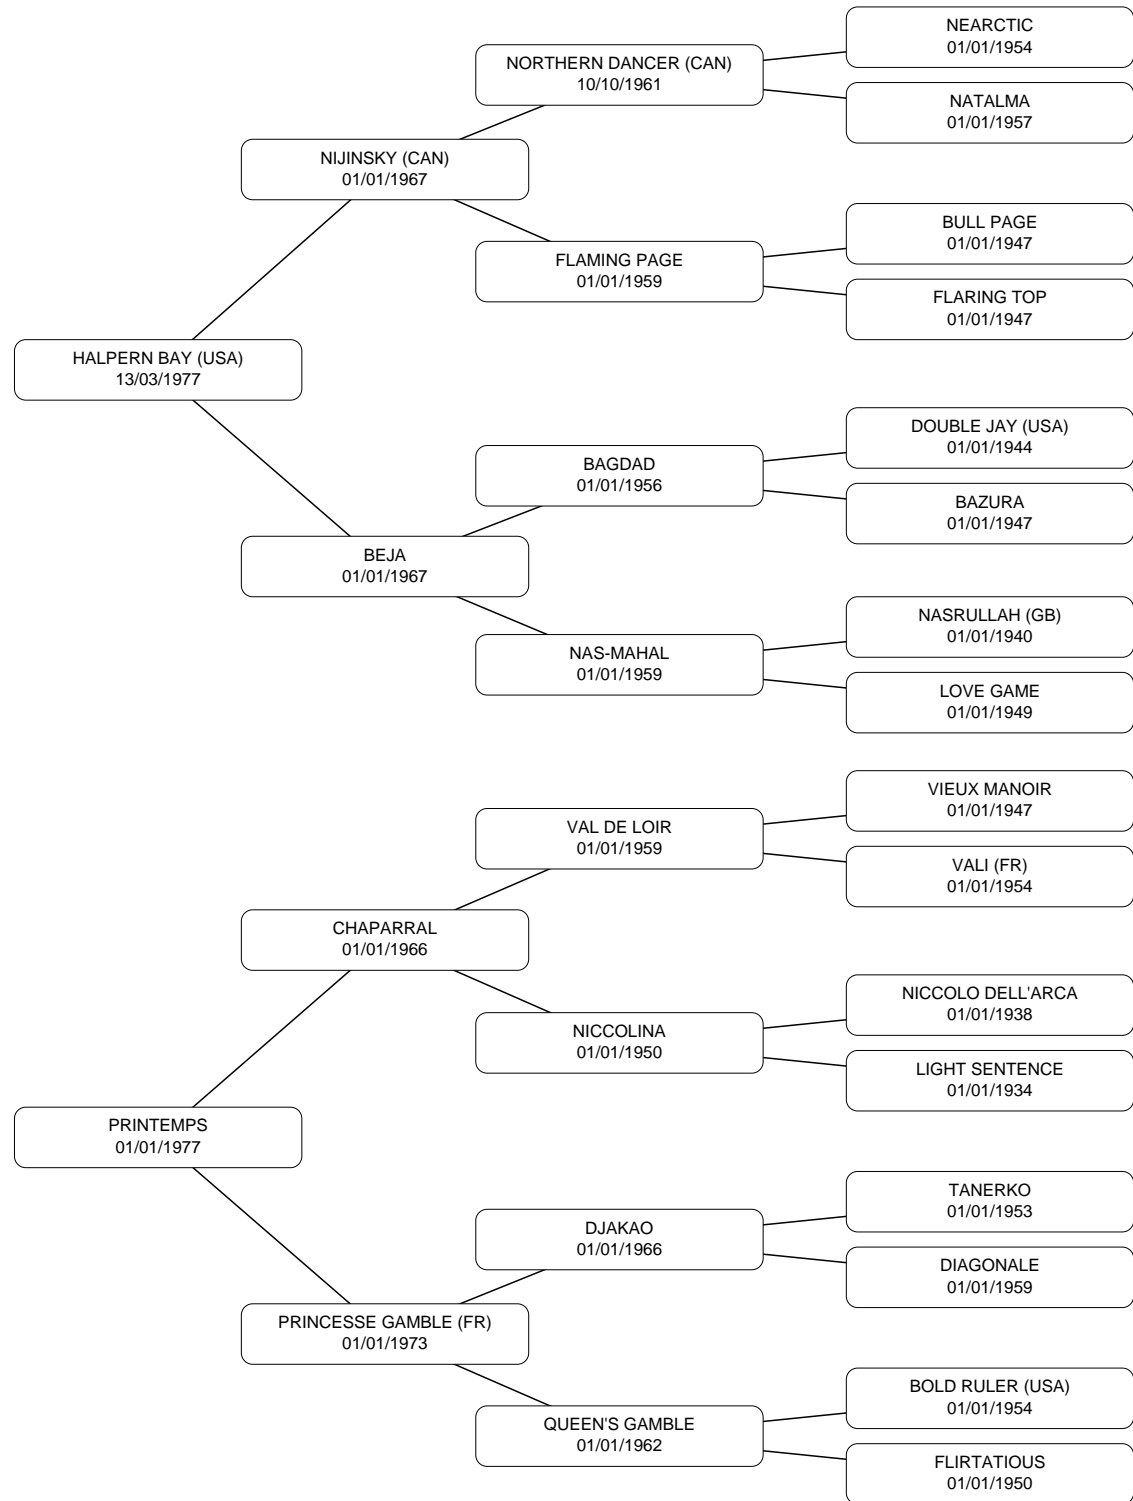 NEARCTIC
01/01/1954
NORTHERN DANCER (CAN)
10/10/1961
NATALMA
01/01/1957
NIJINSKY (CAN)
01/01/1967
BULL PAGE
01/01/1947
FLAMING PAGE
01/01/1959
FLARING TOP
01/01/1947
HALPERN BAY (USA)
13/03/1977
DOUBLE JAY (USA)
01/01/1944
BAGDAD
01/01/1956
BAZURA
01/01/1947
BEJA
01/01/1967
NASRULLAH (GB)
01/01/1940
NAS-MAHAL
01/01/1959
LOVE GAME
01/01/1949
VIEUX MANOIR
01/01/1947
VAL DE LOIR
01/01/1959
VALI (FR)
01/01/1954
CHAPARRAL
01/01/1966
NICCOLO DELL'ARCA
01/01/1938
NICCOLINA
01/01/1950
LIGHT SENTENCE
01/01/1934
PRINTEMPS
01/01/1977
TANERKO
01/01/1953
DJAKAO
01/01/1966
DIAGONALE
01/01/1959
PRINCESSE GAMBLE (FR)
01/01/1973
BOLD RULER (USA)
01/01/1954
QUEEN'S GAMBLE
01/01/1962
FLIRTATIOUS
01/01/1950